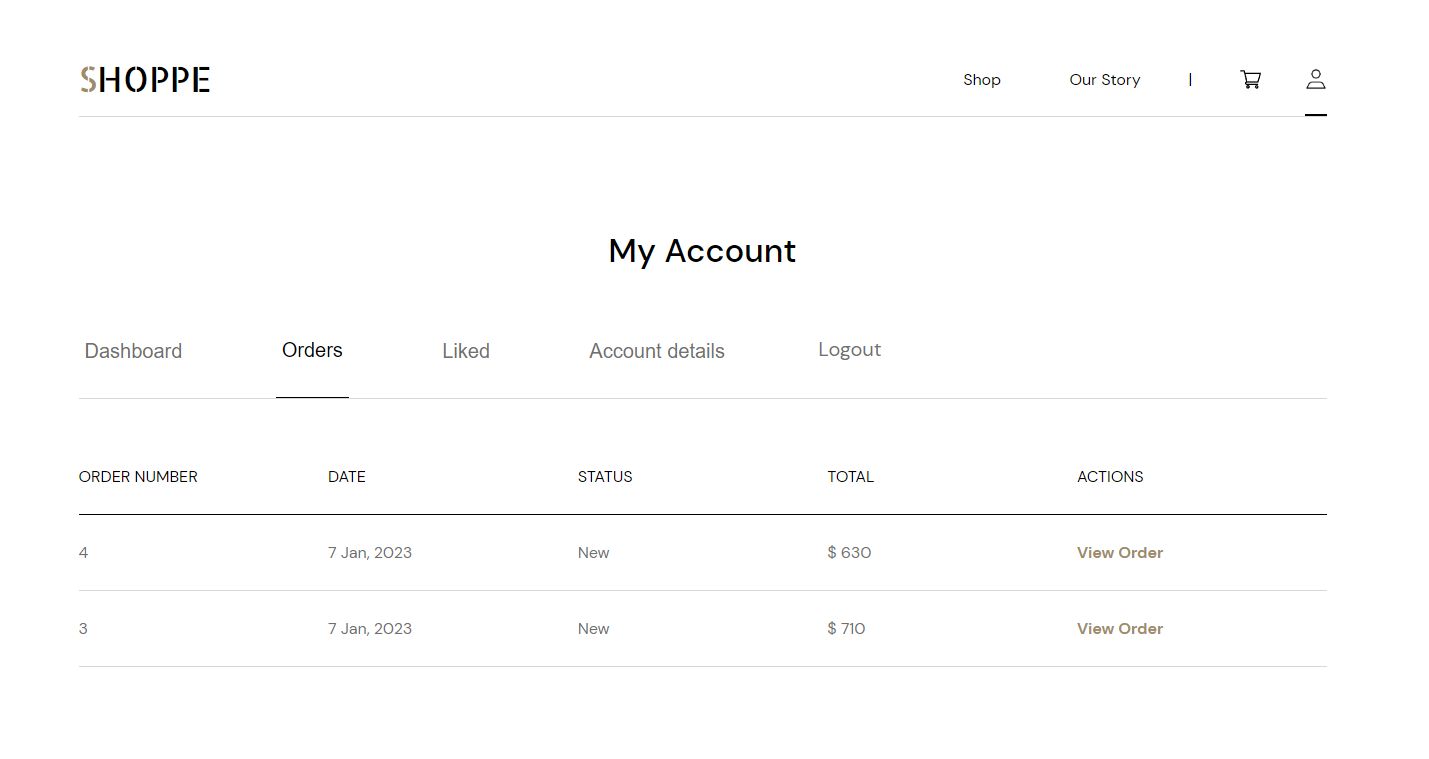 SHOPPE Shop Our Story |
My Account
Dashboard Orders Liked Account details Logout
ORDER NUMBER DATE STATUS TOTAL ACTIONS
4 7 Jan, 2023 New $ 630 View Order
3 7 Jan, 2023 New $ 710 View Order